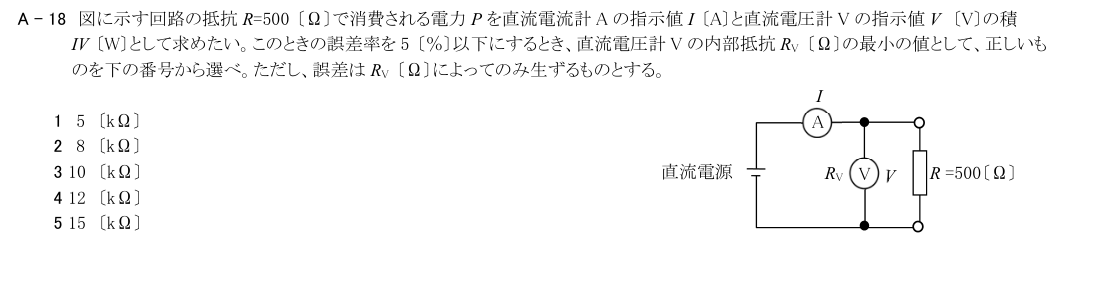 A－18 図に示す回路の抵抗 R=500〔Ω〕で消費される電力 P を直流電流計 A の指示値 I〔A〕と直流電圧計 V の指示値 V〔V〕の積
IV〔W〕として求めたい。このときの誤差率を 5〔%〕以下にするとき、直流電圧計 V の内部抵抗 RV〔Ω〕の最小の値として、正しいも
のを下の番号から選べ。ただし、誤差は RV〔Ω〕によってのみ生ずるものとする。
1 5〔kΩ〕
2 8〔kΩ〕
3 10〔kΩ〕
4 12〔kΩ〕
5 15〔kΩ〕
I
A
直流電源
RV
V
V
R =500〔Ω〕